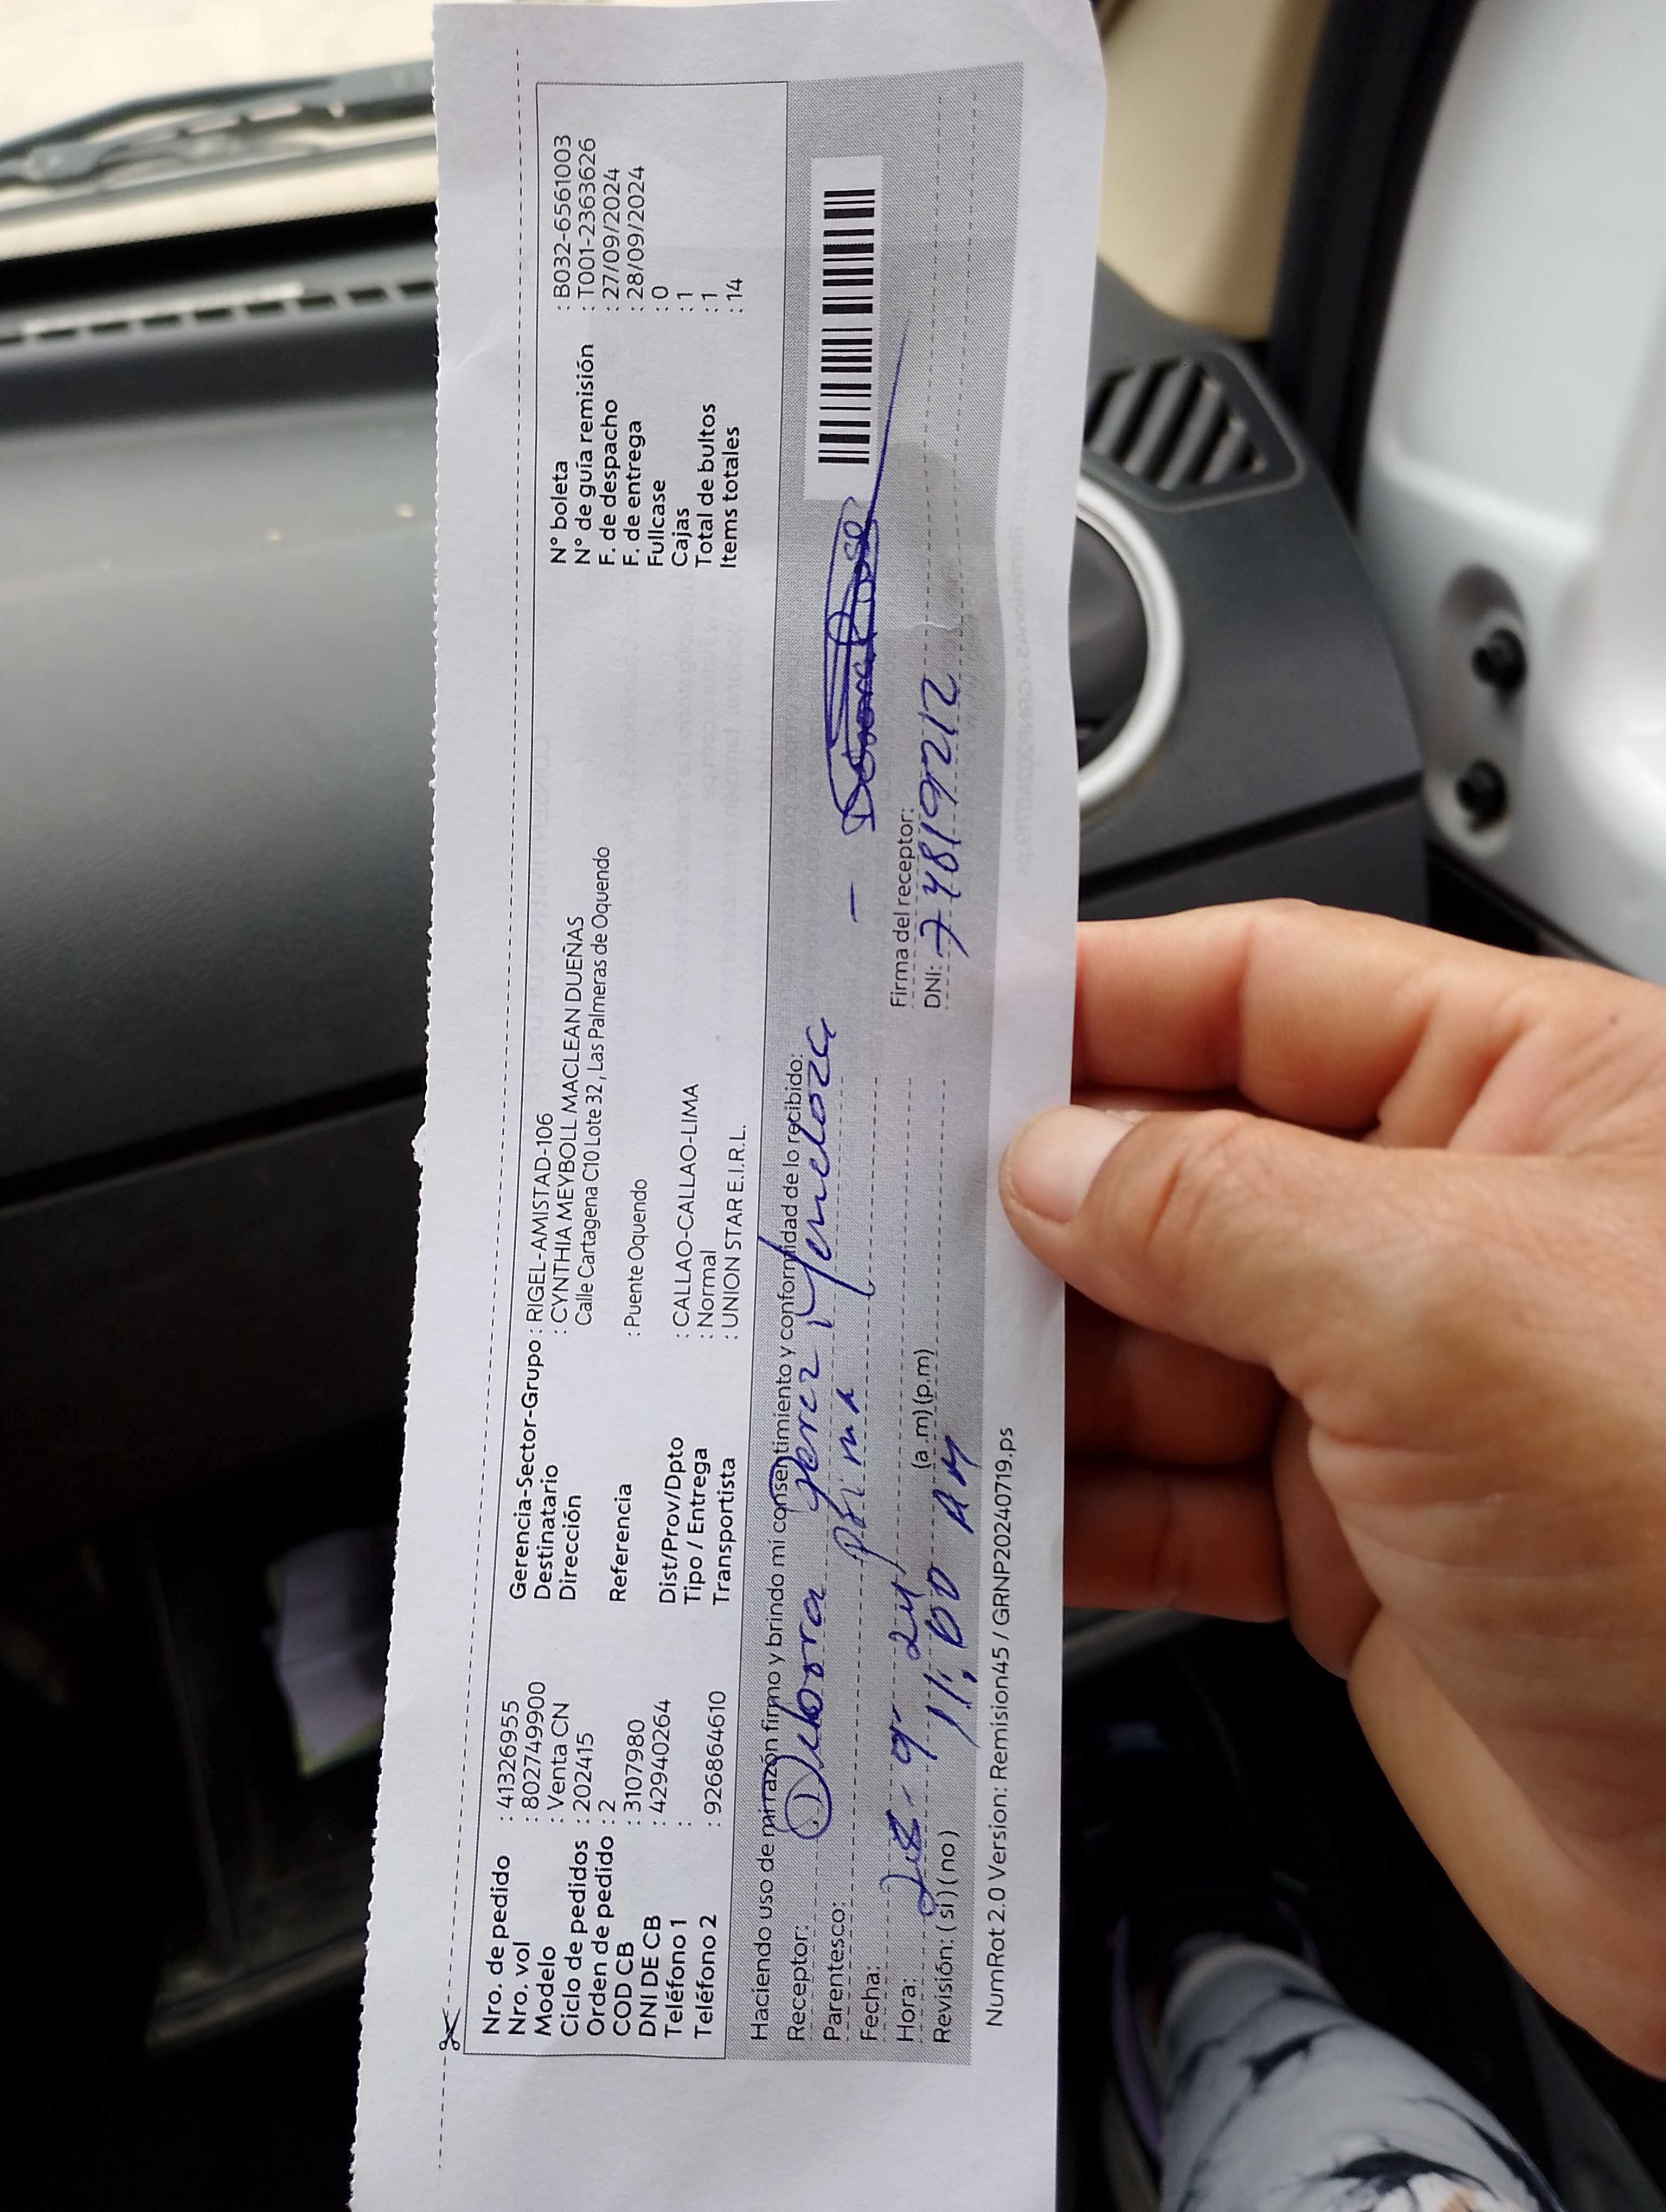 Nro. de pedido : 41326955
Nro. vol : 8027499900
Modelo : Venta CN
Ciclo de pedidos : 202415
Orden de pedido : 2
COD CB : 3107980
DNI DE CB : 42940264
Teléfono 1 :
Teléfono 2 : 926864610
Gerencia-Sector-Grupo : RIGEL-AMISTAD-106
Destinatario : CYNTHIA MEYBOLL MACLEAN DUEÑAS
Dirección Calle Cartagena C10 Lote 32, Las Palmeras de Oquendo
Referencia : Puente Oquendo
Dist/Prov/Dpto : CALLAO-CALLAO-LIMA
Tipo / Entrega : Normal
Transportista : UNION STAR E.I.R.L.
N° boleta : B032-6561003
N° de guía remisión : T001-2363626
F. de despacho : 27/09/2024
F. de entrega : 28/09/2024
Fullcase : 0
Cajas : 1
Total de bultos : 1
Items totales : 14
Haciendo uso de mi razón firmo y brindo mi consentimiento y conformidad de lo recibido:
Receptor: Debora perez Mendoza -
Parentesco: prima
Fecha: 28-9-24
Hora: 11:00 AM (a.m) (p.m)
Revisión: (si) (no)
Firma del receptor:
DNI: 74819212
NumRot 2.0 Version: Remision45 / GRNP20240719.ps